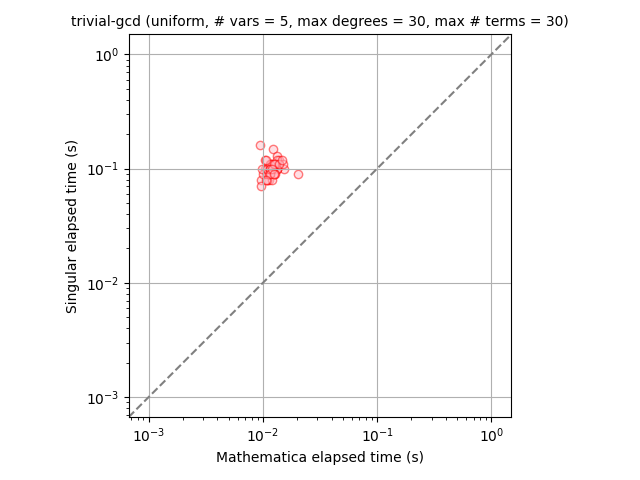 trivial-gcd (uniform, # vars = 5, max degrees = 30, max # terms = 30)
Singular elapsed time (s)
10⁰
10⁻¹
10⁻²
10⁻³
10⁻³ 10⁻² 10⁻¹ 10⁰
Mathematica elapsed time (s)